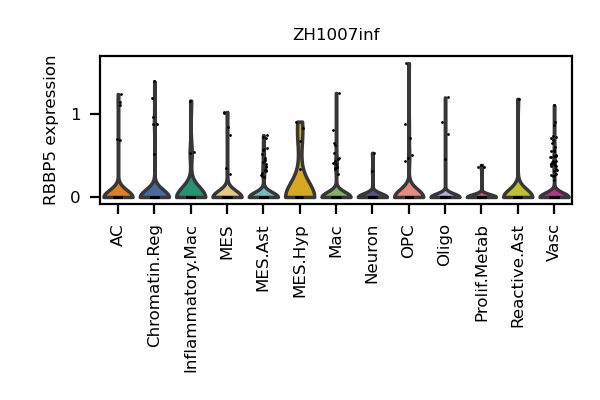 ZH1007inf
RBBP5 expression
1
0
AC
Chromatin.Reg
Inflammatory.Mac
MES
MES.Ast
MES.Hyp
Mac
Neuron
OPC
Oligo
Prolif.Metab
Reactive.Ast
Vasc